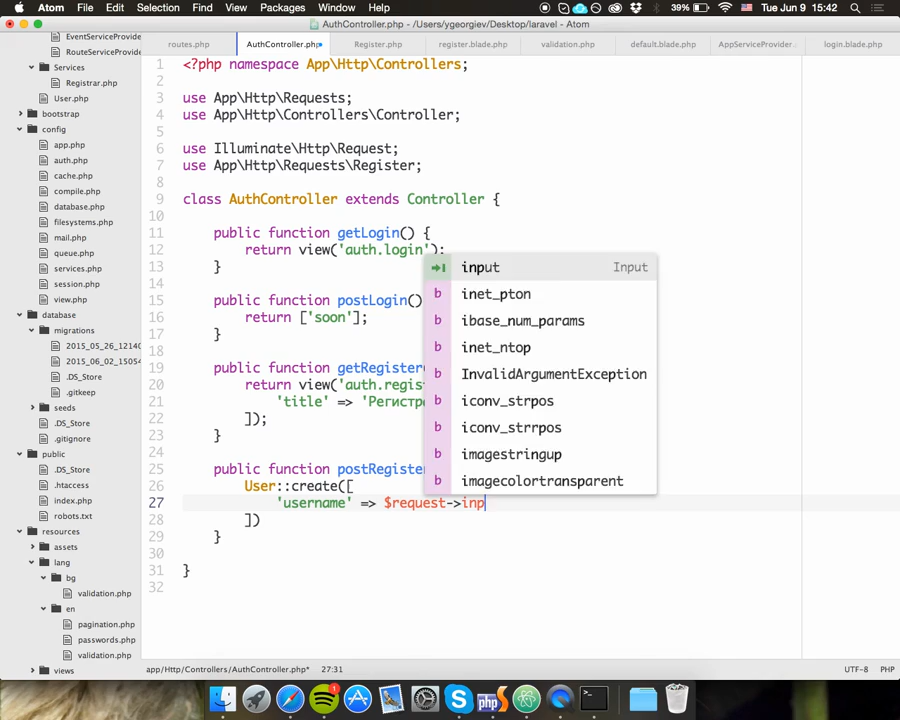 Atom File Edit View Selection Find Packages Window Help 39% Tue Jun 9 15:42
AuthController.php - /Users/ygeorgiev/Desktop/laravel - Atom
routes.php AuthController.php Register.php register.blade.php validation.php default.blade.php AppServiceProvider login.blade.php
EventServiceProvide
RouteServiceProvide
Services
Registrar.php
User.php
bootstrap
config
app.php
auth.php
cache.php
compile.php
database.php
filesystems.php
mail.php
queue.php
services.php
session.php
view.php
database
migrations
2015_05_26_12140
2015_06_02_15054
.DS_Store
.gitkeep
seeds
.gitignore
public
.DS_Store
.htaccess
index.php
robots.txt
resources
assets
lang
bg
validation.php
en
pagination.php
passwords.php
validation.php
views
1 <?php namespace App\Http\Controllers;
2
3 use App\Http\Requests;
4 use App\Http\Controllers\Controller;
5
6 use Illuminate\Http\Request;
7 use App\Http\Requests\Register;
8
9 class AuthController extends Controller {
10
11 public function getLogin() {
12 return view('auth.login');
13 }
14
15 public function postLogin()
16 return ['soon'];
17 }
18
19 public function getRegister
20 return view('auth.regist
21 'title' => 'Регистр
22 ]);
23 }
24
25 public function postRegister
26 User::create([
27 'username' => $request->inp
28 ])
29 }
30
31 }
32
input Input
b inet_pton
b ibase_num_params
b inet_ntop
b InvalidArgumentException
b iconv_strpos
b iconv_strrpos
b imagestringup
b imagecolortransparent
app/Http/Controllers/AuthController.php* 27:31 UTF-8 PHP
1
php